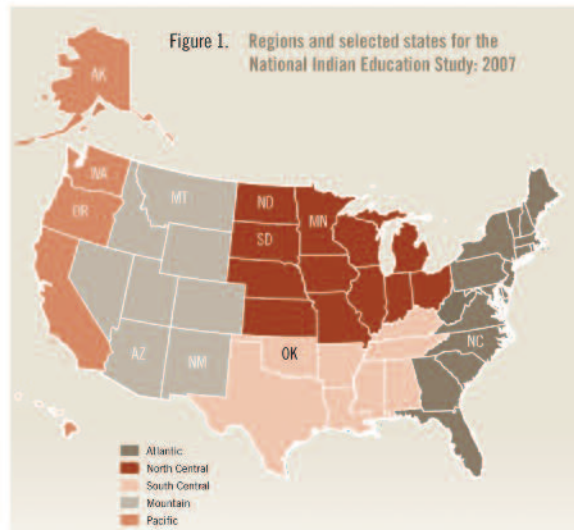 Figure 1. Regions and selected states for the
National Indian Education Study: 2007
AK
WA
OR
MT
ND
MN
SD
AZ
NM
OK
NC
Atlantic
North Central
South Central
Mountain
Pacific